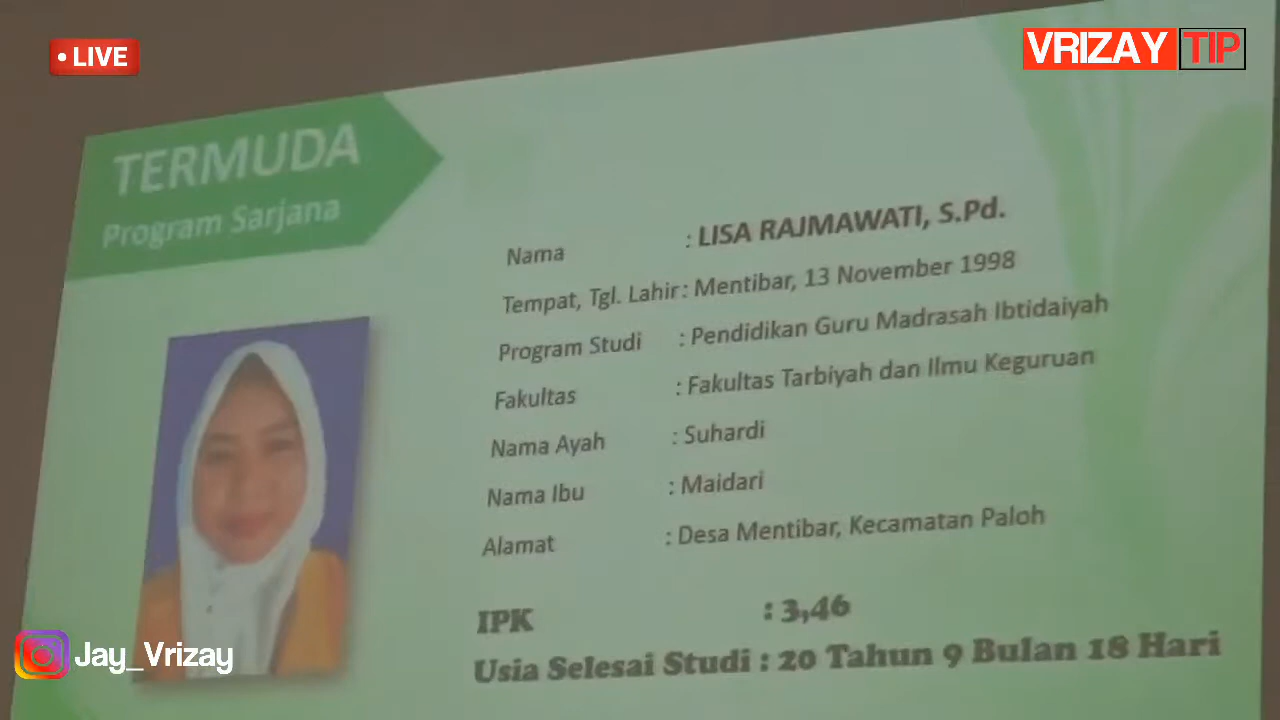 • LIVE
VRIZAY TIP
TERMUDA
Program Sarjana
Nama : LISA RAJMAWATI, S.Pd.
Tempat, Tgl. Lahir : Mentibar, 13 November 1998
Program Studi : Pendidikan Guru Madrasah Ibtidaiyah
Fakultas : Fakultas Tarbiyah dan Ilmu Keguruan
Nama Ayah : Suhardi
Nama Ibu : Maidari
Alamat : Desa Mentibar, Kecamatan Paloh
IPK : 3,46
Usia Selesai Studi : 20 Tahun 9 Bulan 18 Hari
Jay_Vrizay